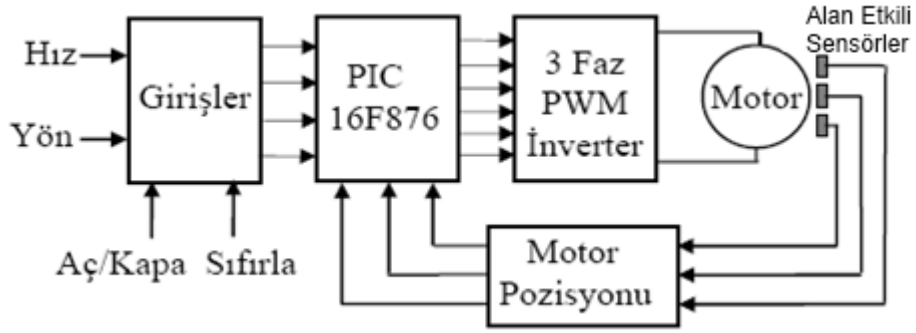 Alan Etkili
Sensörler
Hız
Yön
Girişler
PIC
16F876
3 Faz
PWM
İnverter
Motor
Aç/Kapa
Sıfırla
Motor
Pozisyonu